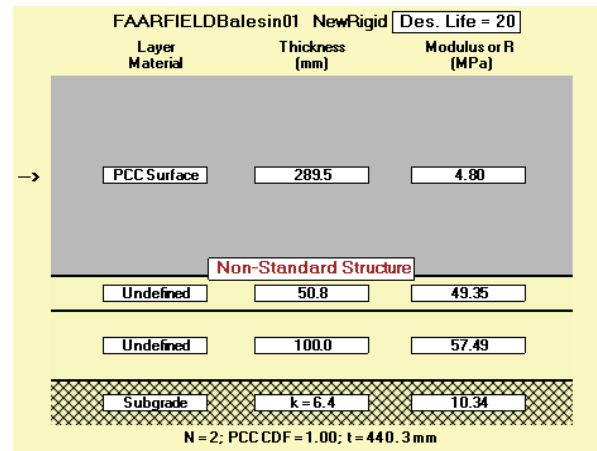 FAARFIELDBalesin01 NewRigid Des. Life = 20
Layer Material Thickness (mm) Modulus or R (MPa)
--> PCC Surface 289.5 4.80
Non-Standard Structure
Undefined 50.8 49.35
Undefined 100.0 57.49
Subgrade k = 6.4 10.34
N = 2; PCC CDF = 1.00; t = 440.3 mm